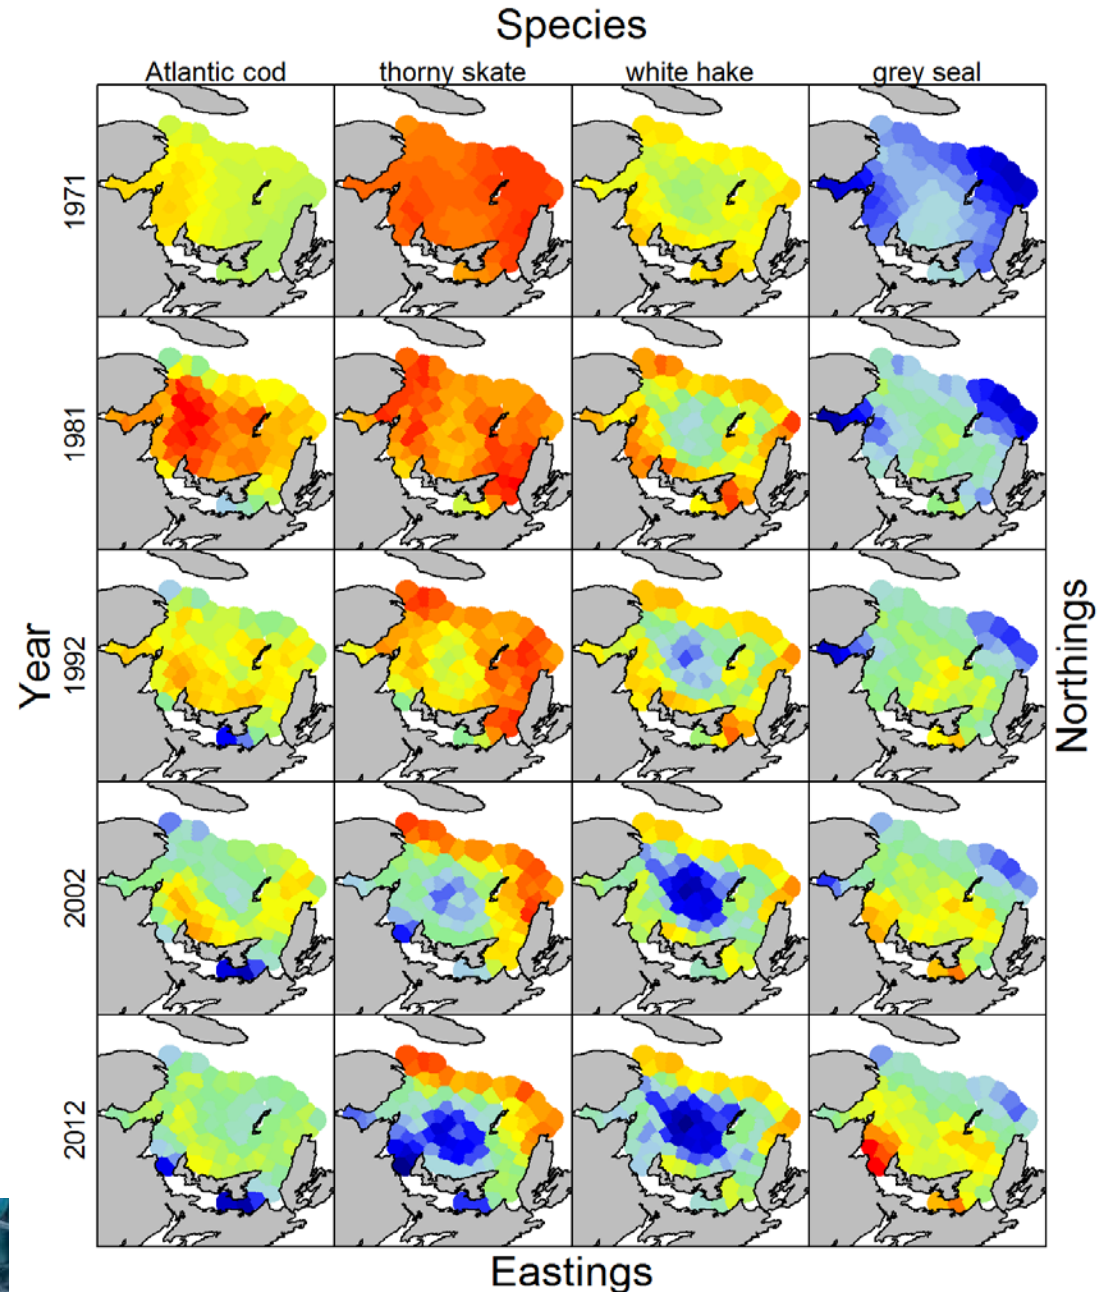 Species
Atlantic cod thorny skate white hake grey seal
Year
1971
1981
1992
2002
2012
Northings
Eastings